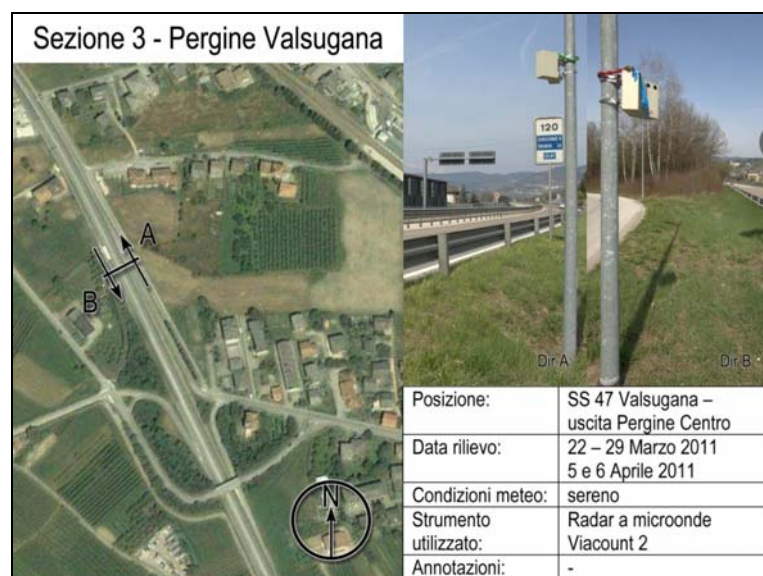 Sezione 3 - Pergine Valsugana
A
B
N
120
Dir A
Dir B
Posizione: SS 47 Valsugana –
uscita Pergine Centro
Data rilievo: 22 – 29 Marzo 2011
5 e 6 Aprile 2011
Condizioni meteo: sereno
Strumento Radar a microonde
utilizzato: Viacount 2
Annotazioni: -